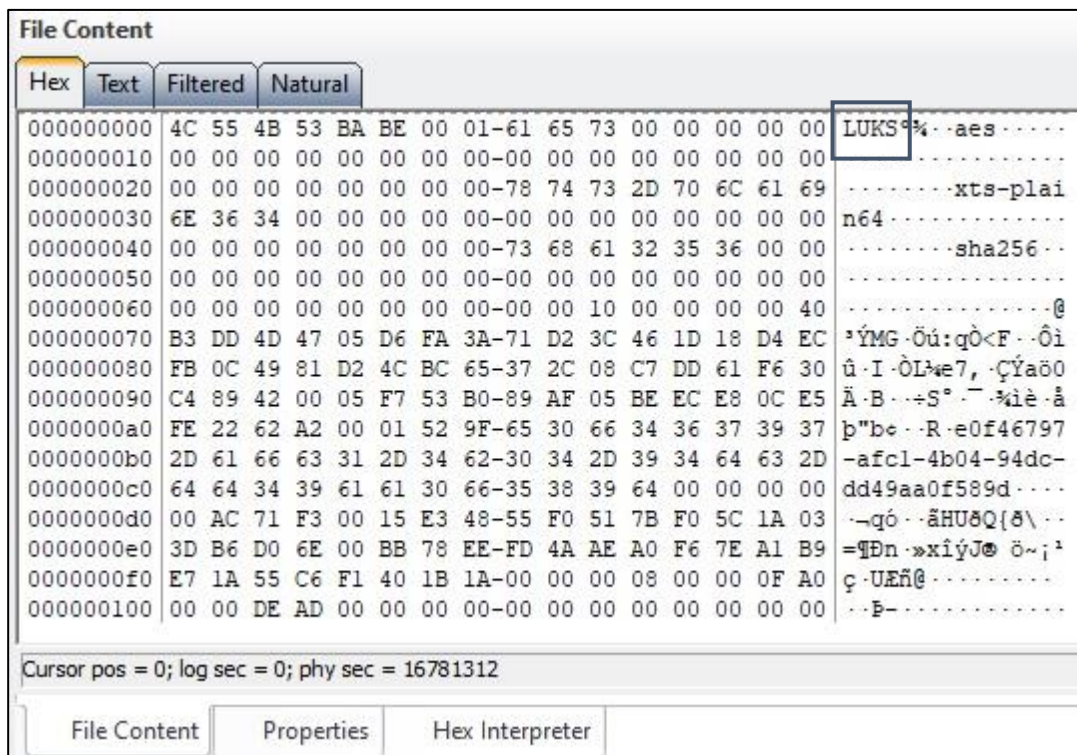 File Content
Hex Text Filtered Natural
000000000 4C 55 4B 53 BA BE 00 01-61 65 73 00 00 00 00 00 LUKSº¾··aes·····
000000010 00 00 00 00 00 00 00 00-00 00 00 00 00 00 00 00 ················
000000020 00 00 00 00 00 00 00 00-78 74 73 2D 70 6C 61 69 ········xts-plai
000000030 6E 36 34 00 00 00 00 00-00 00 00 00 00 00 00 00 n64·············
000000040 00 00 00 00 00 00 00 00-73 68 61 32 35 36 00 00 ········sha256··
000000050 00 00 00 00 00 00 00 00-00 00 00 00 00 00 00 00 ················
000000060 00 00 00 00 00 00 00 00-00 00 10 00 00 00 00 40 ···············@
000000070 B3 DD 4D 47 05 D6 FA 3A-71 D2 3C 46 1D 18 D4 EC ³ÝMG·Öú:qÒ<F··Ôì
000000080 FB 0C 49 81 D2 4C BC 65-37 2C 08 C7 DD 61 F6 30 û·I·ÒL¼e7,·ÇÝaö0
000000090 C4 89 42 00 05 F7 53 B0-89 AF 05 BE EC E8 0C E5 Ä·B··÷S°·¯·¾ìè·å
0000000a0 FE 22 62 A2 00 01 52 9F-65 30 66 34 36 37 39 37 þ"b¢··R·e0f46797
0000000b0 2D 61 66 63 31 2D 34 62-30 34 2D 39 34 64 63 2D -afc1-4b04-94dc-
0000000c0 64 64 34 39 61 61 30 66-35 38 39 64 00 00 00 00 dd49aa0f589d····
0000000d0 00 AC 71 F3 00 15 E3 48-55 F0 51 7B F0 5C 1A 03 ·¬qó··ãHUðQ{ð\··
0000000e0 3D B6 D0 6E 00 BB 78 EE-FD 4A AE A0 F6 7E A1 B9 =¶Ðn·»xîýJ® ö~¡¹
0000000f0 E7 1A 55 C6 F1 40 1B 1A-00 00 00 08 00 00 0F A0 ç·UÆñ@·········
000000100 00 00 DE AD 00 00 00 00-00 00 00 00 00 00 00 00 ··Þ-············
Cursor pos = 0; log sec = 0; phy sec = 16781312
File Content Properties Hex Interpreter